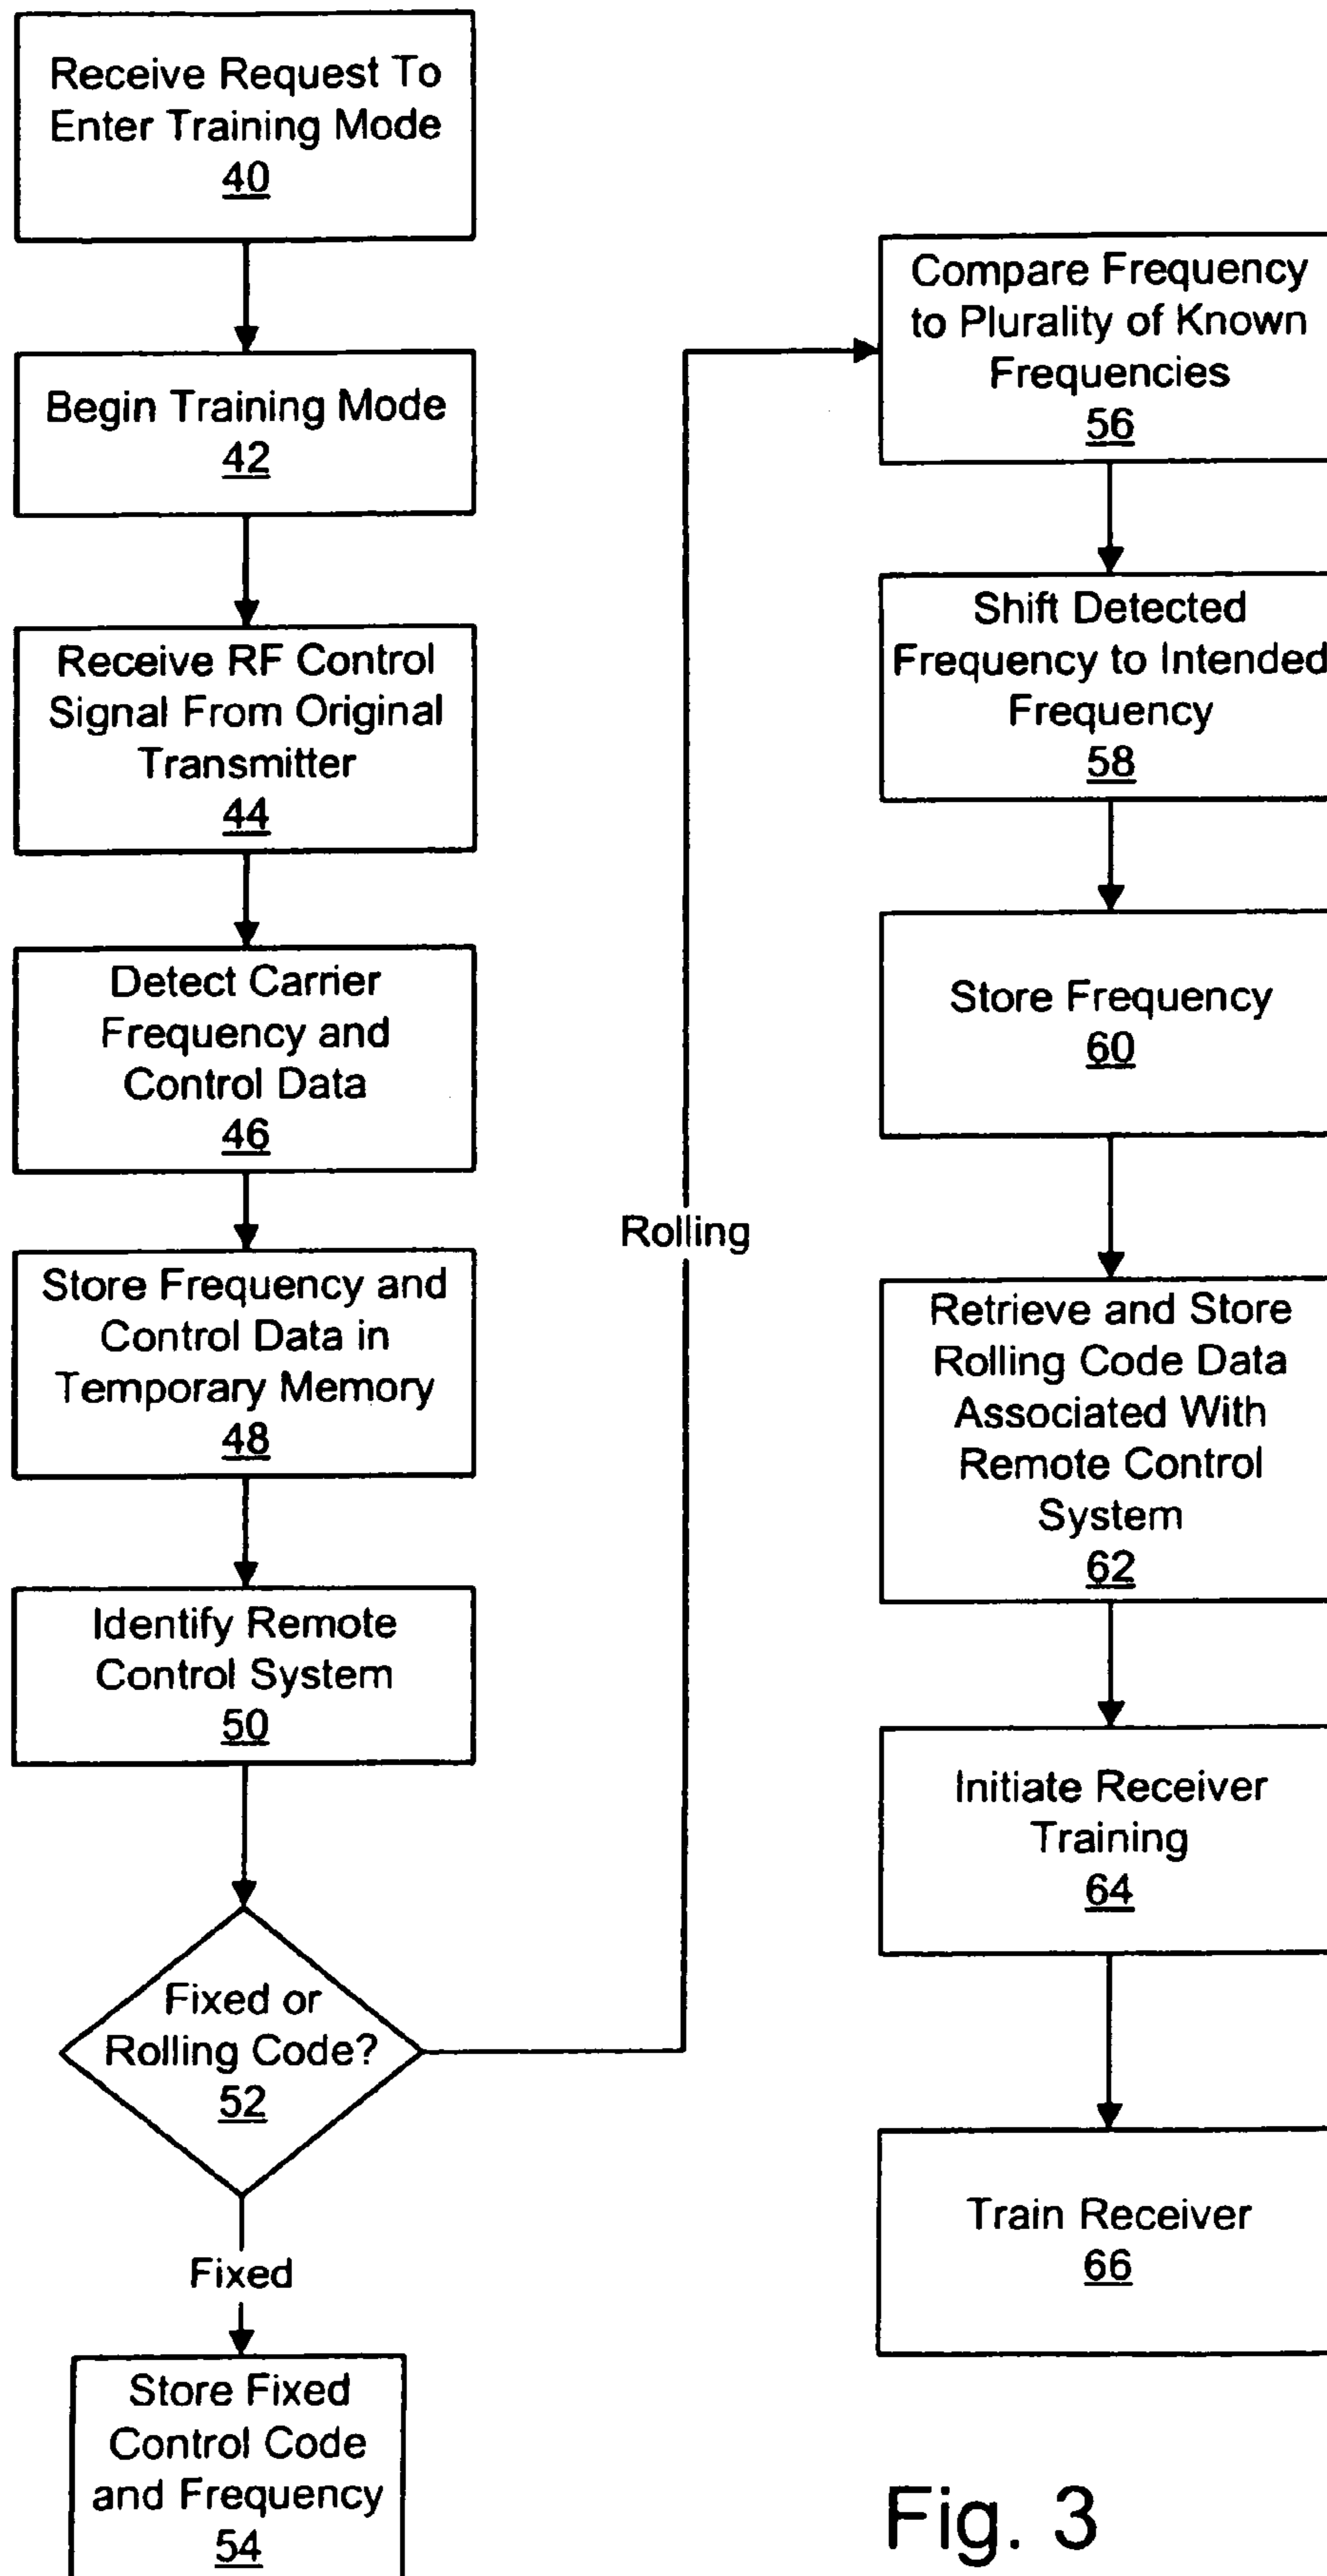 Receive Request To
Enter Training Mode
40
Begin Training Mode
42
Receive RF Control
Signal From Original
Transmitter
44
Detect Carrier
Frequency and
Control Data
46
Store Frequency and
Control Data in
Temporary Memory
48
Identify Remote
Control System
50
Fixed or
Rolling Code?
52
Fixed
Store Fixed
Control Code
and Frequency
54
Rolling
Compare Frequency
to Plurality of Known
Frequencies
56
Shift Detected
Frequency to Intended
Frequency
58
Store Frequency
60
Retrieve and Store
Rolling Code Data
Associated With
Remote Control
System
62
Initiate Receiver
Training
64
Train Receiver
66
Fig. 3